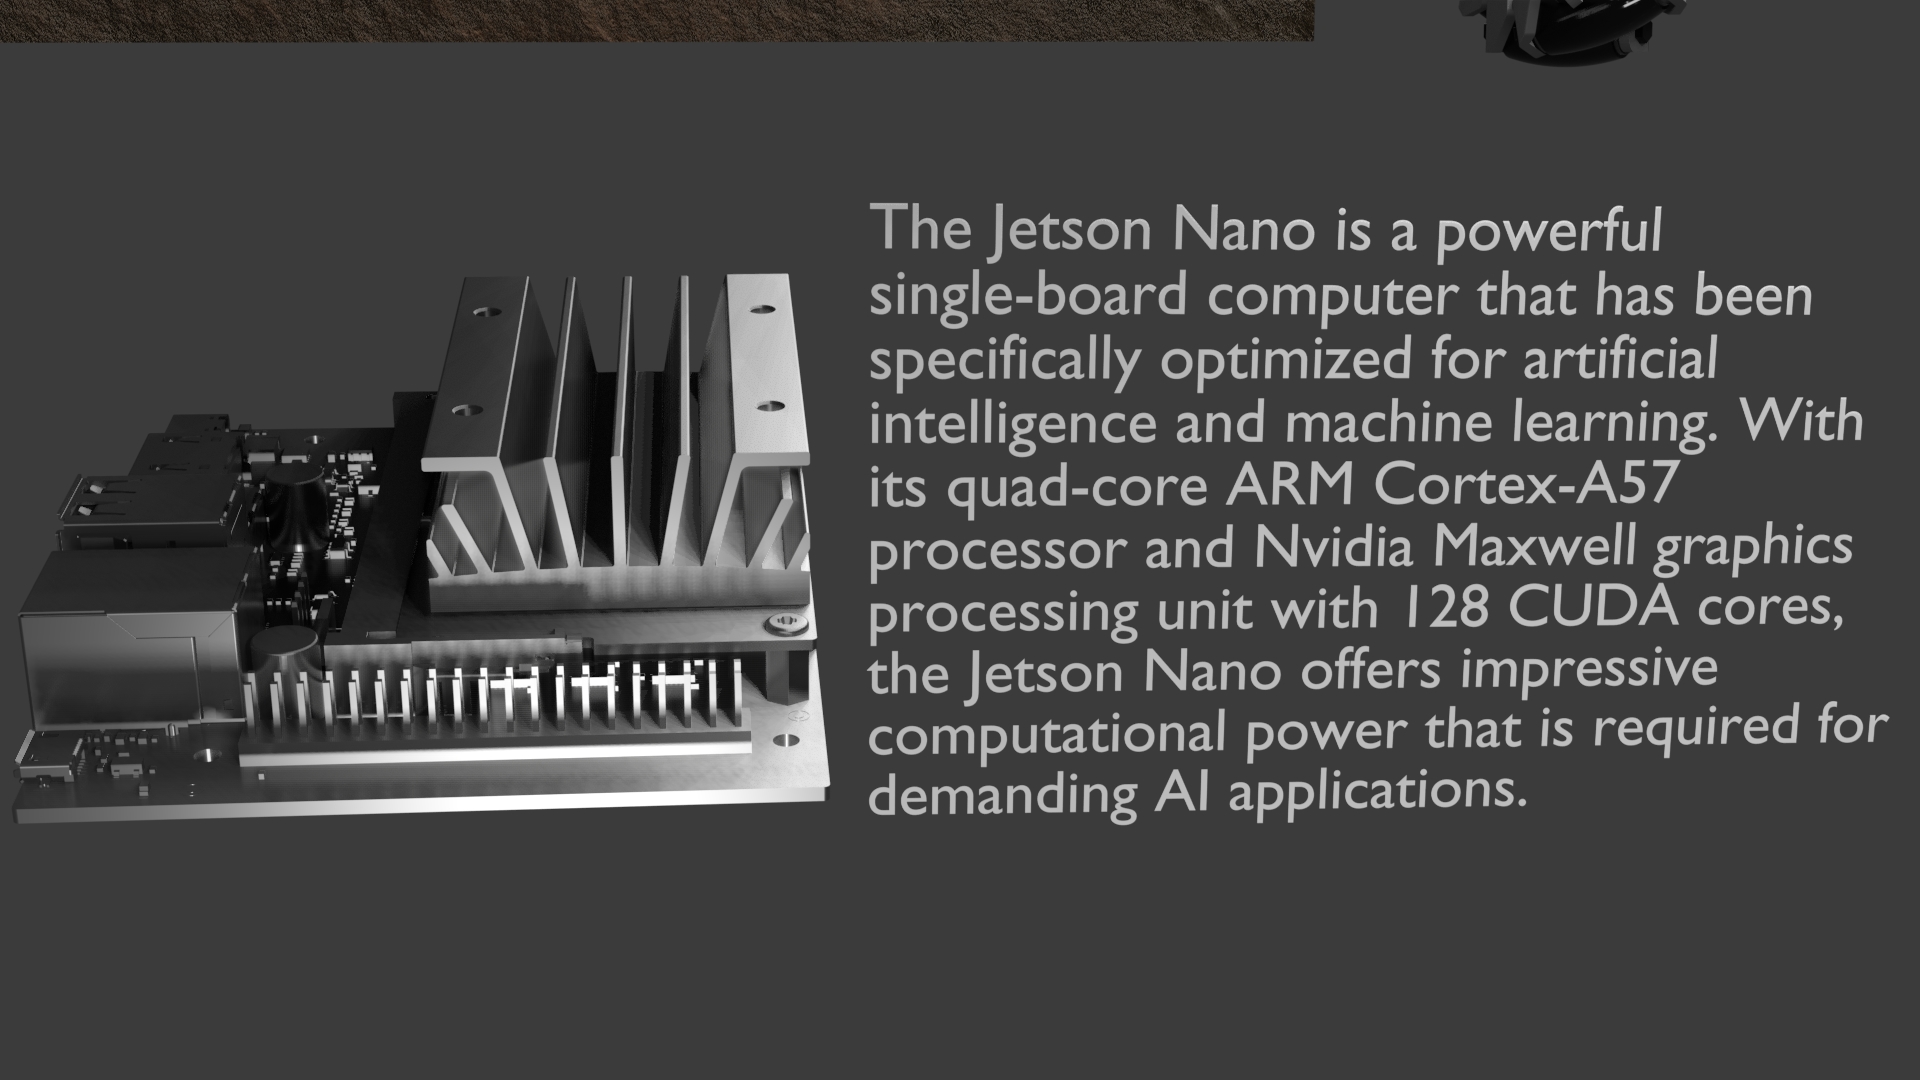 The Jetson Nano is a powerful
single-board computer that has been
specifically optimized for artificial
intelligence and machine learning. With
its quad-core ARM Cortex-A57
processor and Nvidia Maxwell graphics
processing unit with 128 CUDA cores,
the Jetson Nano offers impressive
computational power that is required for
demanding AI applications.